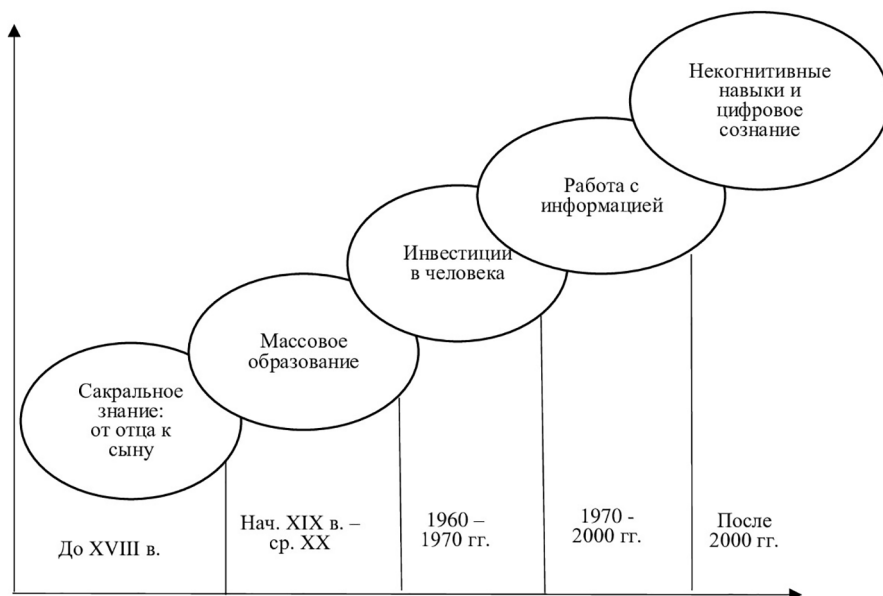 Некогнитивные
навыки и
цифровое
сознание
Работа с
информацией
Инвестиции
в человека
Массовое
образование
Сакральное
знание:
от отца к
сыну
До XVIII в.
Нач. XIX в. –
ср. XX
1960 –
1970 гг.
1970 -
2000 гг.
После
2000 гг.